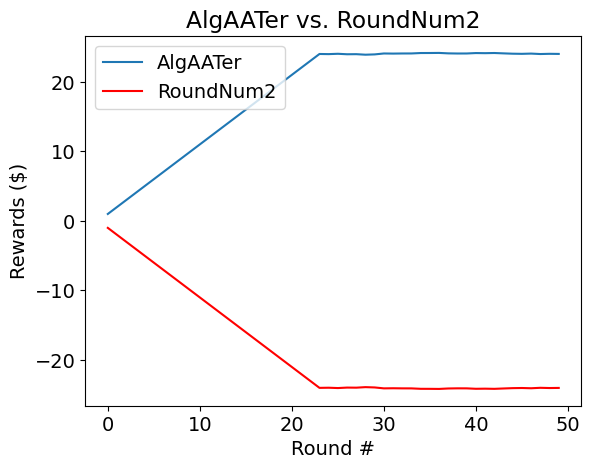 AlgAATer vs. RoundNum2
AlgAATer
RoundNum2
Rewards ($)
20
10
0
−10
−20
0 10 20 30 40 50
Round #